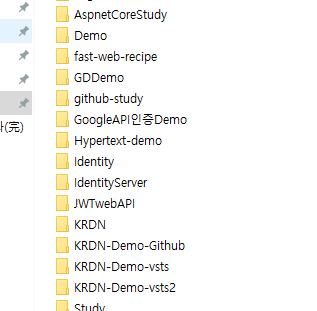 AspnetCoreStudy
Demo
fast-web-recipe
GDDemo
github-study
GoogleAPI인증Demo
(完)
Hypertext-demo
Identity
IdentityServer
JWTwebAPI
KRDN
KRDN-Demo-Github
KRDN-Demo-vsts
KRDN-Demo-vsts2
Study